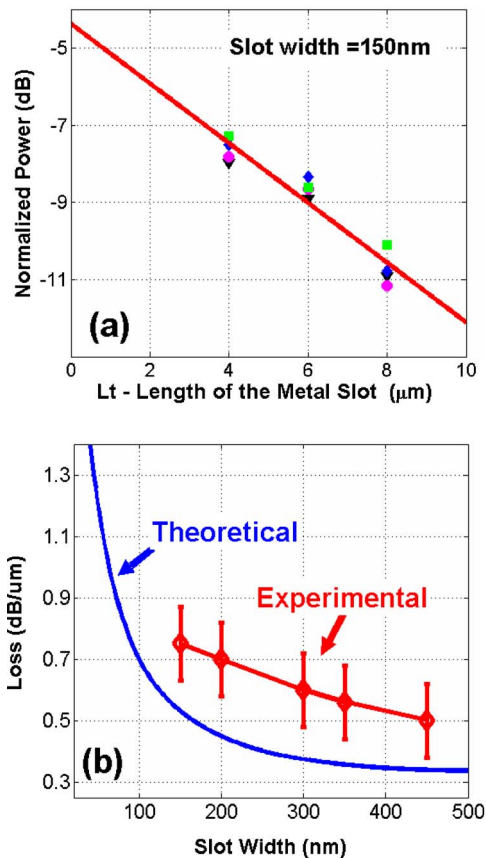 Slot width =150nm
-5
-7
-9
-11
Normalized Power (dB)
(a)
0 2 4 6 8 10
Lt - Length of the Metal Slot (μm)
1.3
1.1
0.9
0.7
0.5
0.3
Loss (dB/um)
Theoretical
Experimental
(b)
100 200 300 400 500
Slot Width (nm)